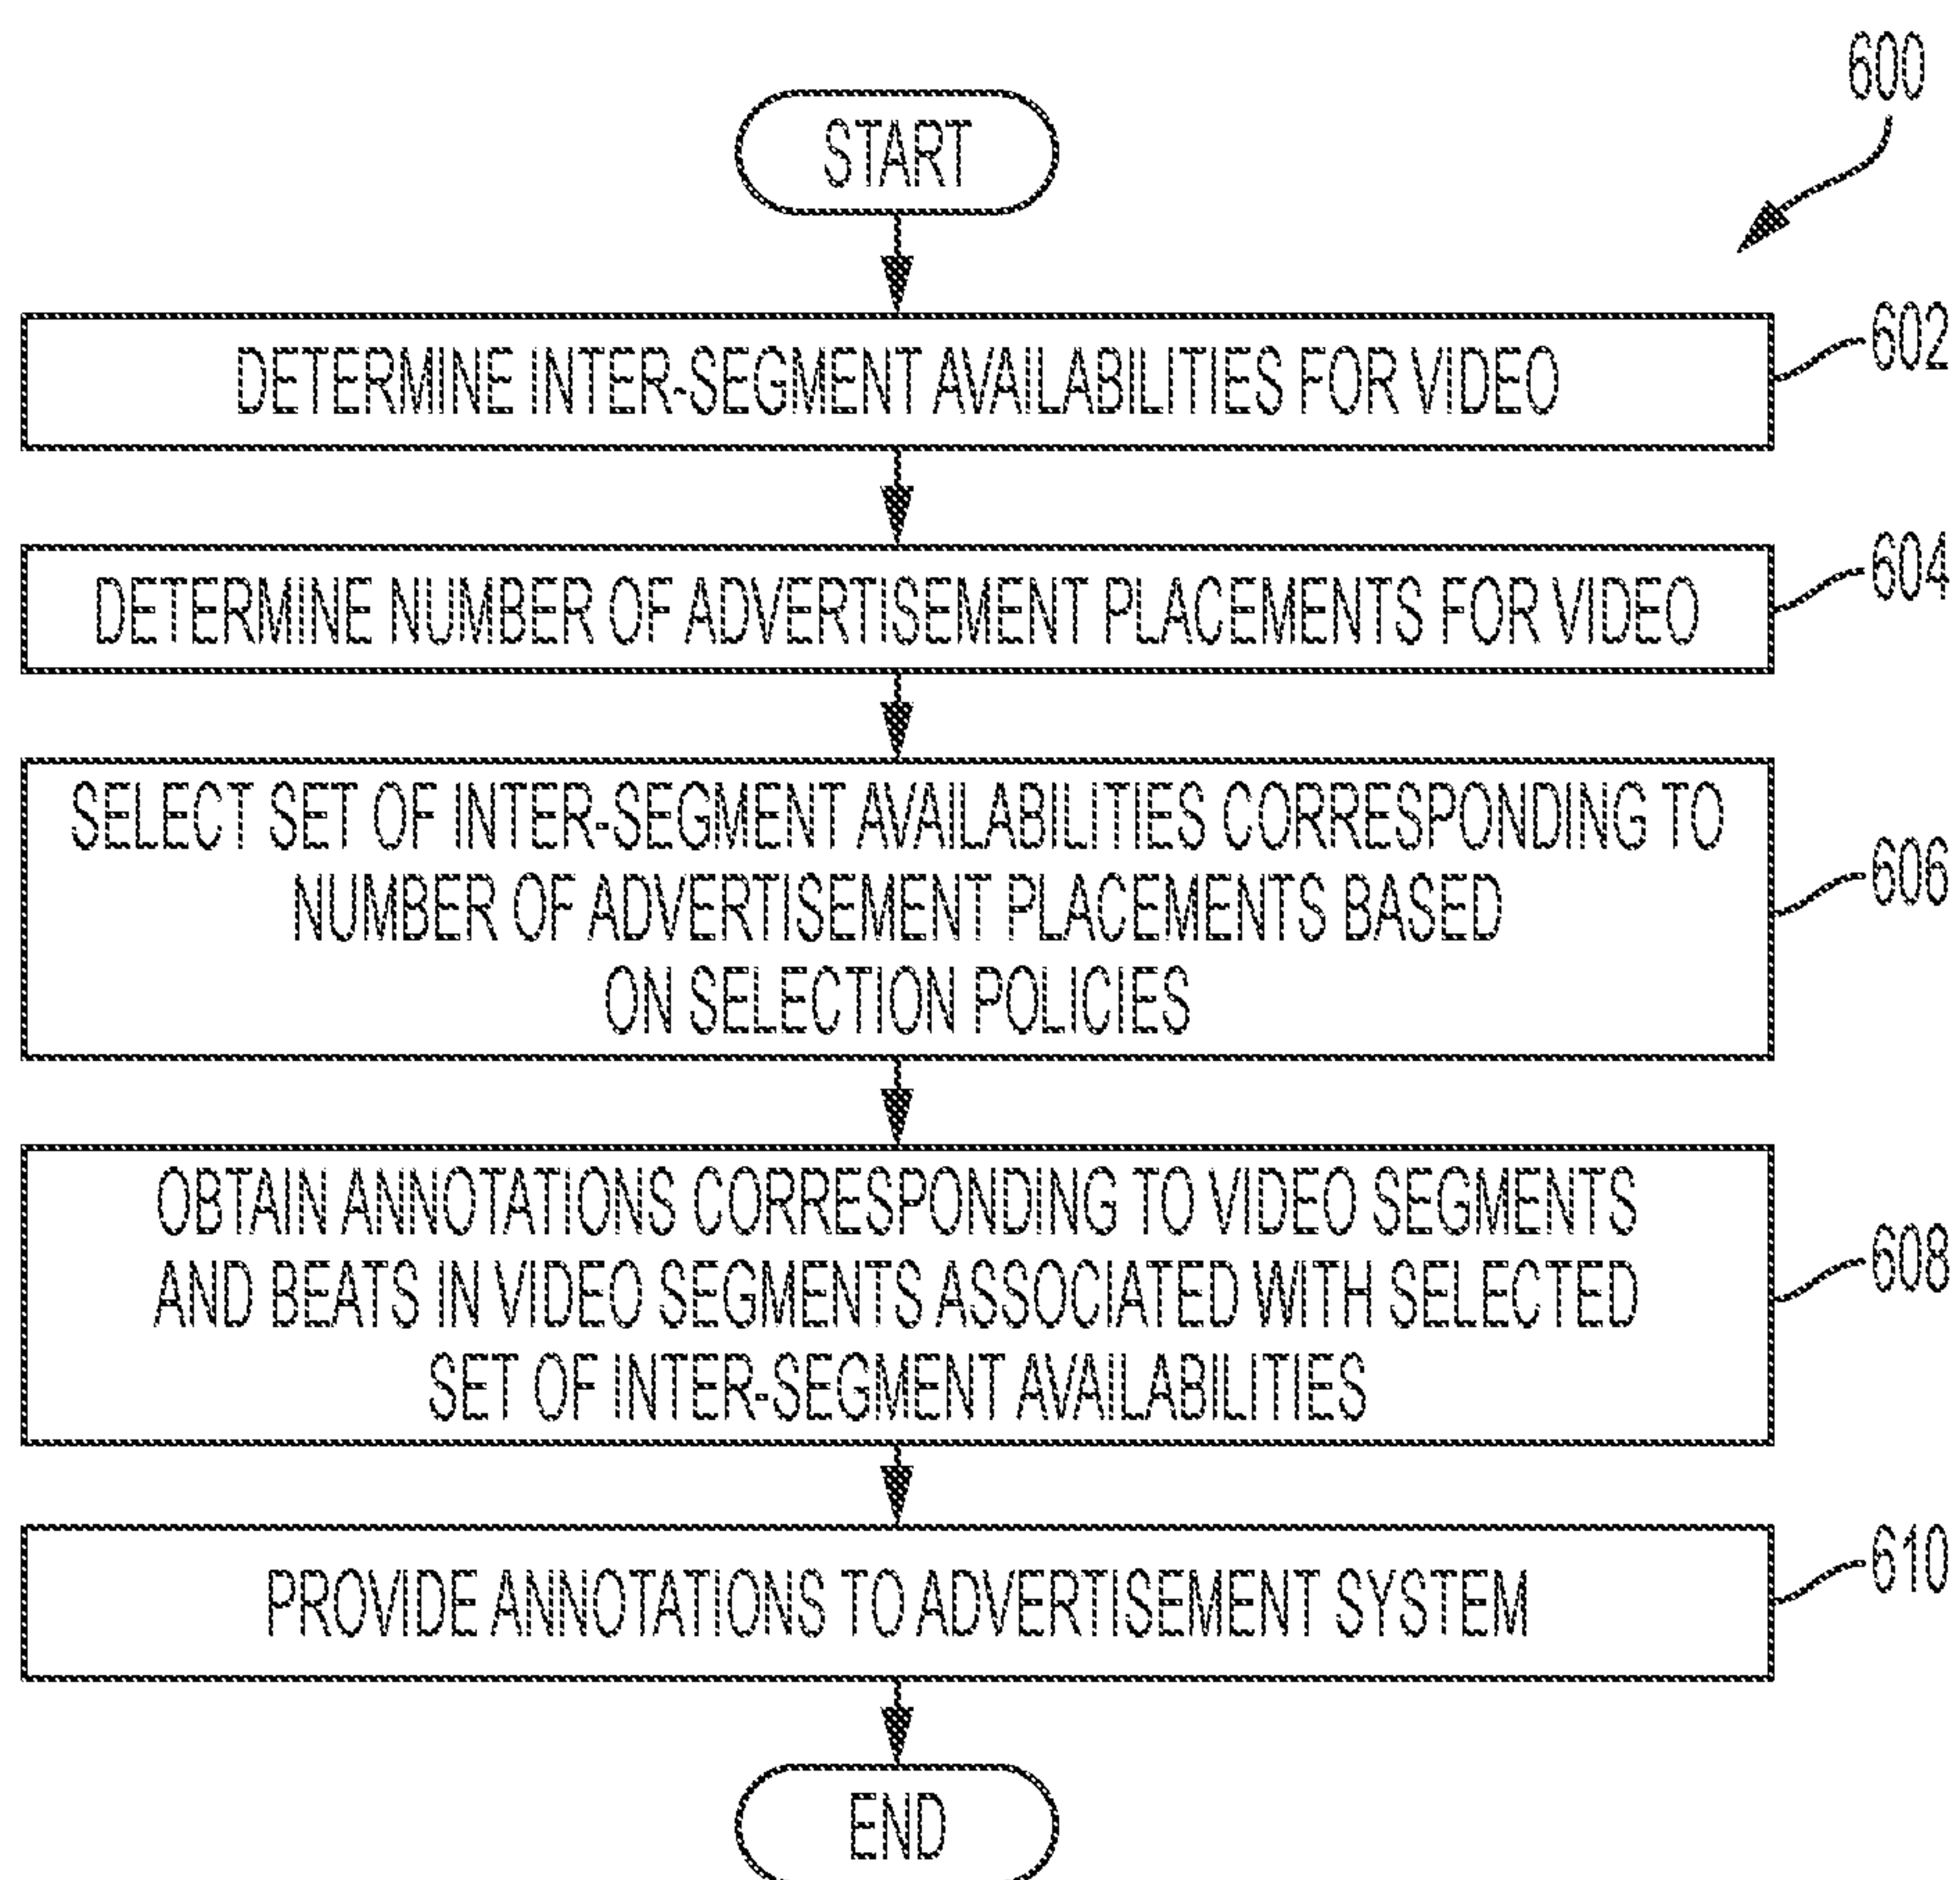 600
START
DETERMINE INTER-SEGMENT AVAILABILITIES FOR VIDEO
602
DETERMINE NUMBER OF ADVERTISEMENT PLACEMENTS FOR VIDEO
604
SELECT SET OF INTER-SEGMENT AVAILABILITIES CORRESPONDING TO
NUMBER OF ADVERTISEMENT PLACEMENTS BASED
ON SELECTION POLICIES
606
OBTAIN ANNOTATIONS CORRESPONDING TO VIDEO SEGMENTS
AND BEATS IN VIDEO SEGMENTS ASSOCIATED WITH SELECTED
SET OF INTER-SEGMENT AVAILABILITIES
608
PROVIDE ANNOTATIONS TO ADVERTISEMENT SYSTEM
610
END